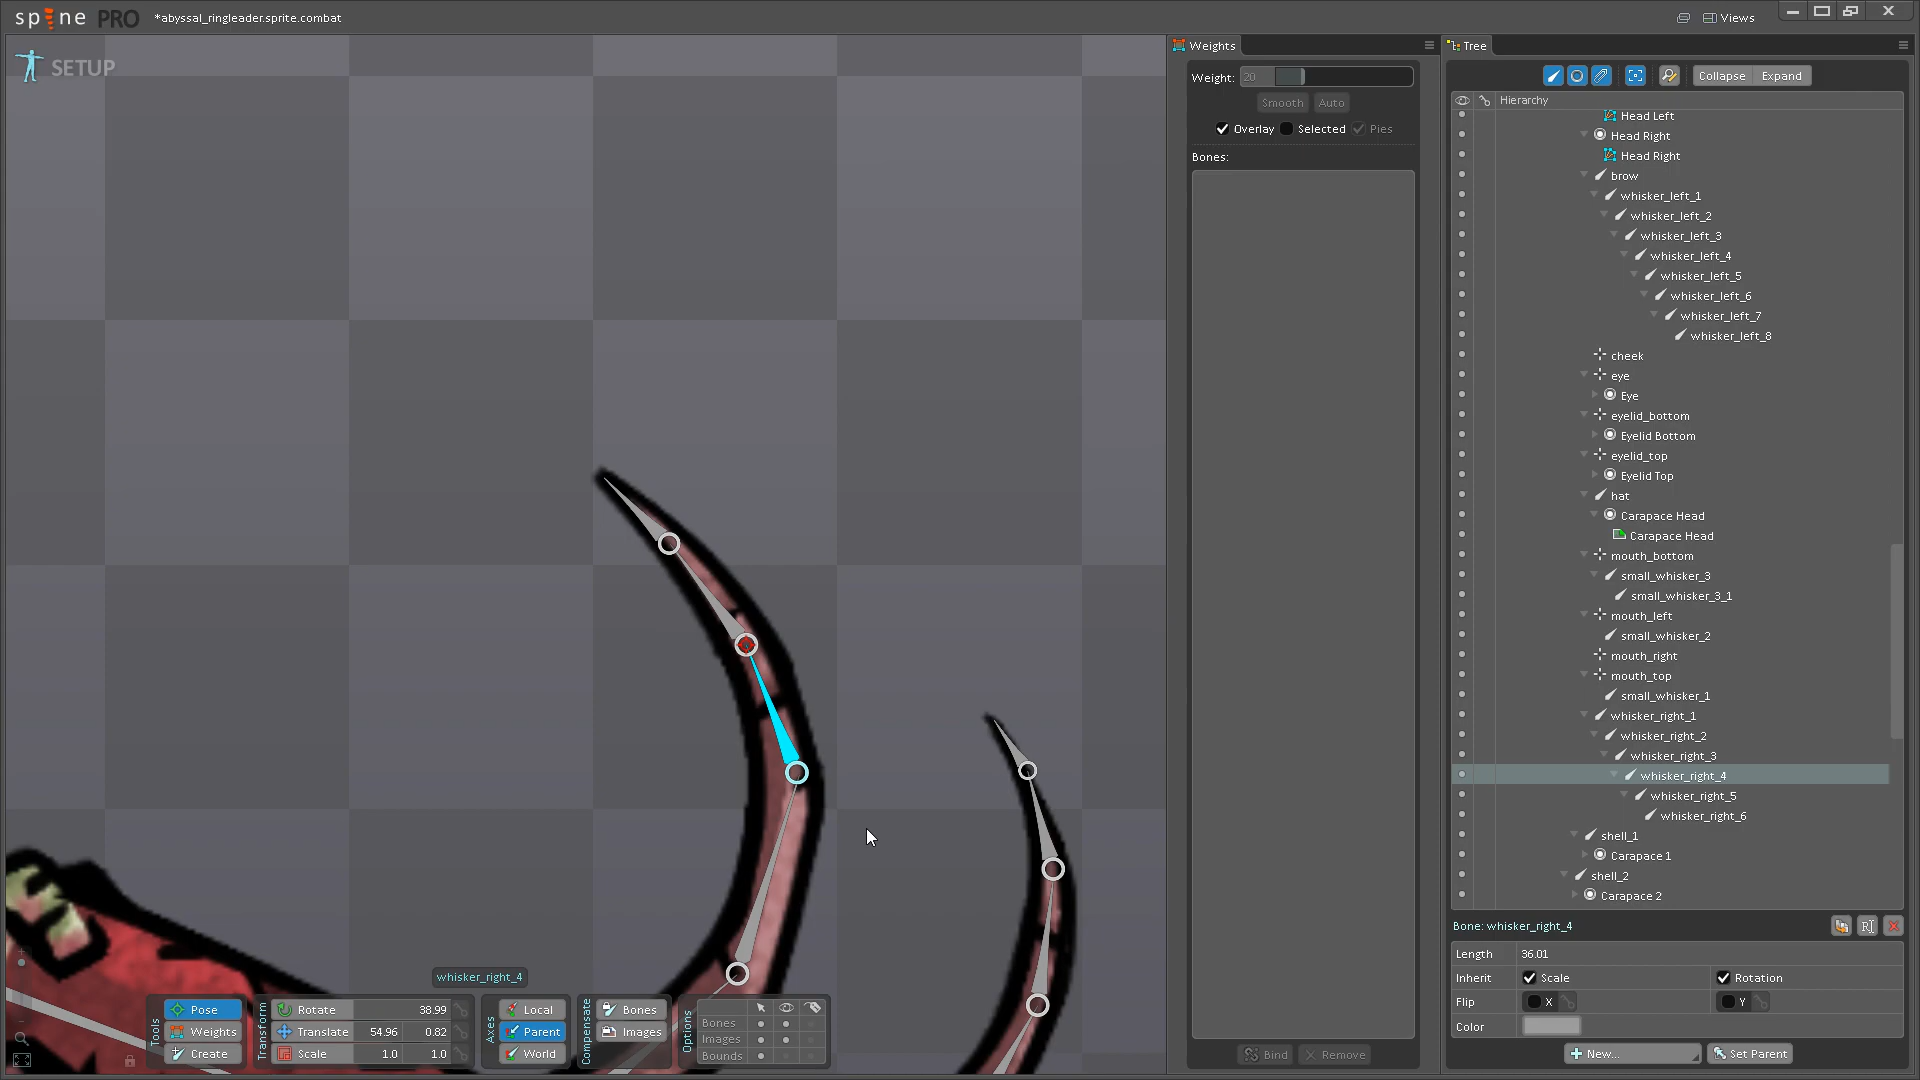 spine PRO *abyssal_ringleader.sprite.combat Views
SETUP
Weights
Weight: 20
Smooth Auto
Overlay Selected Pies
Bones:
Bind Remove
Tree
Collapse Expand
Hierarchy
Head Left
Head Right
Head Right
brow
whisker_left_1
whisker_left_2
whisker_left_3
whisker_left_4
whisker_left_5
whisker_left_6
whisker_left_7
whisker_left_8
cheek
eye
Eye
eyelid_bottom
Eyelid Bottom
eyelid_top
Eyelid Top
hat
Carapace Head
Carapace Head
mouth_bottom
small_whisker_3
small_whisker_3_1
mouth_left
small_whisker_2
mouth_right
mouth_top
small_whisker_1
whisker_right_1
whisker_right_2
whisker_right_3
whisker_right_4
whisker_right_5
whisker_right_6
shell_1
Carapace 1
shell_2
Carapace 2
Bone: whisker_right_4
Length 36.01
Inherit Scale Rotation
Flip X Y
Color
New... Set Parent
whisker_right_4
Tools
Pose
Weights
Create
Transform
Rotate 38.99
Translate 54.96 0.82
Scale 1.0 1.0
Axes
Local
Parent
World
Compensate
Bones
Images
Options
Bones
Images
Bounds